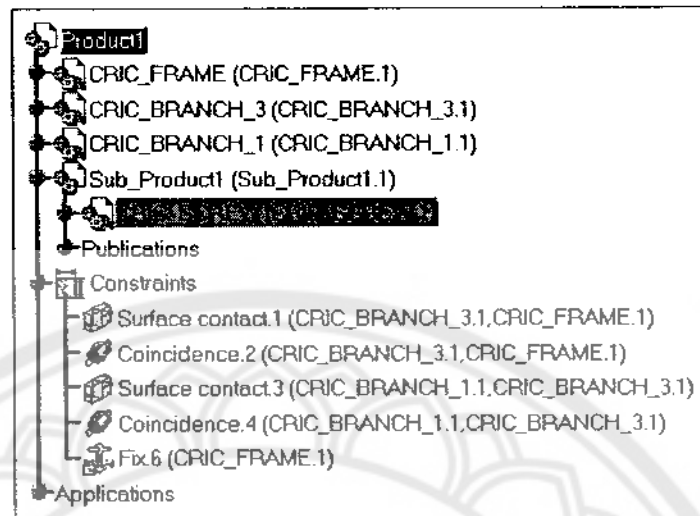 Product1
CRIC_FRAME (CRIC_FRAME.1)
CRIC_BRANCH_3 (CRIC_BRANCH_3.1)
CRIC_BRANCH_1 (CRIC_BRANCH_1.1)
Sub_Product1 (Sub_Product1.1)
Publications
Constraints
Surface contact.1 (CRIC_BRANCH_3.1,CRIC_FRAME.1)
Coincidence.2 (CRIC_BRANCH_3.1,CRIC_FRAME.1)
Surface contact.3 (CRIC_BRANCH_1.1,CRIC_BRANCH_3.1)
Coincidence.4 (CRIC_BRANCH_1.1,CRIC_BRANCH_3.1)
Fix.6 (CRIC_FRAME.1)
Applications